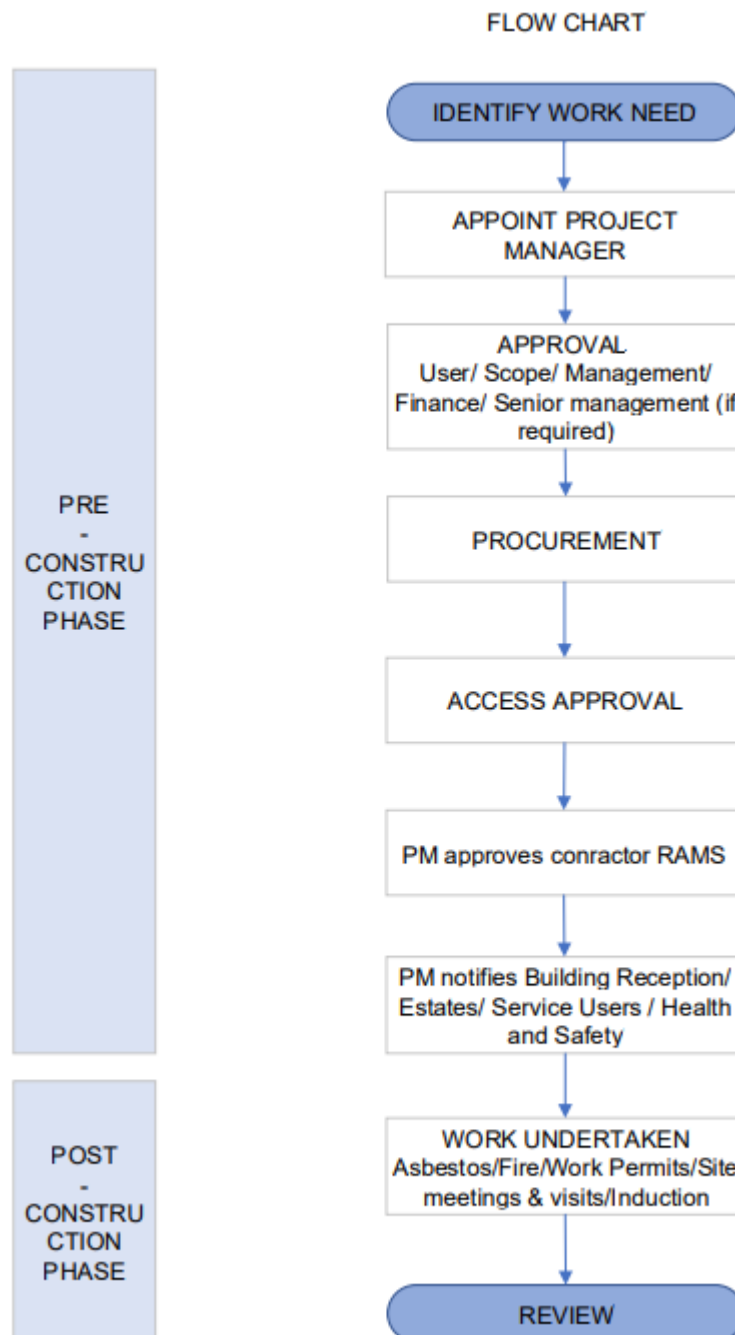 FLOW CHART
IDENTIFY WORK NEED
APPOINT PROJECT
MANAGER
APPROVAL
User/ Scope/ Management/
Finance/ Senior management (if
required)
PRE
-
CONSTRU
CTION
PHASE
PROCUREMENT
ACCESS APPROVAL
PM approves conractor RAMS
PM notifies Building Reception/
Estates/ Service Users / Health
and Safety
POST
-
CONSTRU
CTION
PHASE
WORK UNDERTAKEN
Asbestos/Fire/Work Permits/Site
meetings & visits/Induction
REVIEW